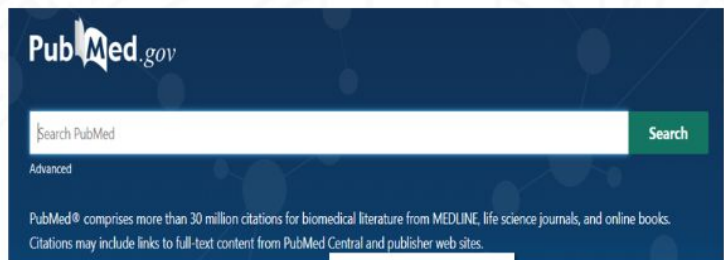 PubMed.gov
Search PubMed
Search
Advanced
PubMed® comprises more than 30 million citations for biomedical literature from MEDLINE, life science journals, and online books.
Citations may include links to full-text content from PubMed Central and publisher web sites.